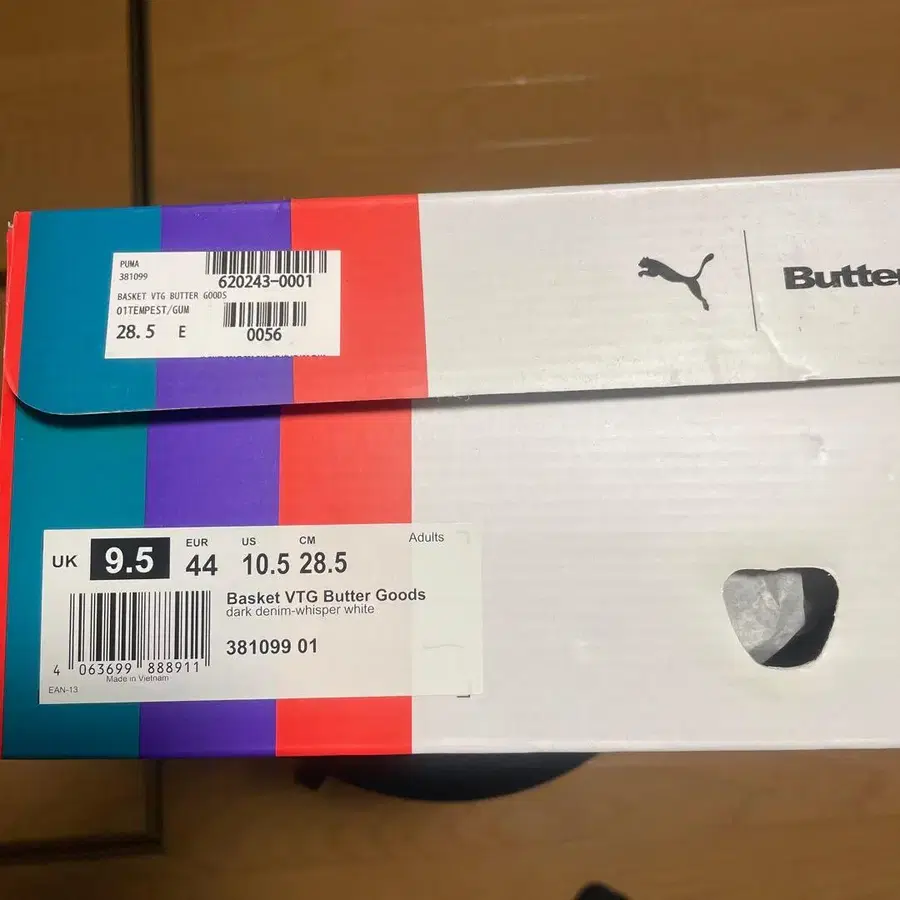 PUMA
381099
620243-0001
BASKET VTG BUTTER GOODS
01TEMPEST/GUM
28.5 E
0056
Butter
UK 9.5 EUR 44 US 10.5 CM 28.5 Adults
Basket VTG Butter Goods
dark denim-whisper white
381099 01
4 063699 888911
Made in Vietnam
EAN-13